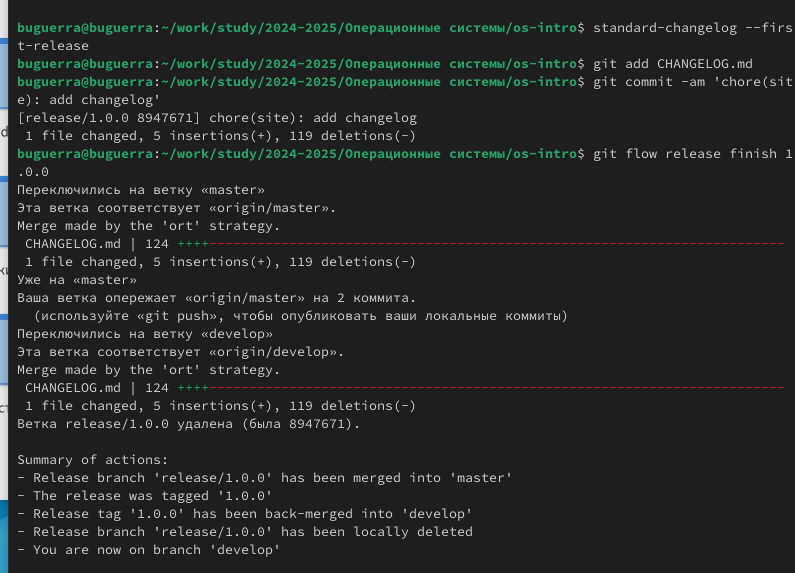 buguerra@buguerra:~/work/study/2024-2025/Операционные системы/os-intro$ standard-changelog --firs
t-release
buguerra@buguerra:~/work/study/2024-2025/Операционные системы/os-intro$ git add CHANGELOG.md
buguerra@buguerra:~/work/study/2024-2025/Операционные системы/os-intro$ git commit -am 'chore(sit
e): add changelog'
[release/1.0.0 8947671] chore(site): add changelog
 1 file changed, 5 insertions(+), 119 deletions(-)
buguerra@buguerra:~/work/study/2024-2025/Операционные системы/os-intro$ git flow release finish 1
.0.0
Переключились на ветку «master»
Эта ветка соответствует «origin/master».
Merge made by the 'ort' strategy.
 CHANGELOG.md | 124 ++++------------------------------------------------------------------------
 1 file changed, 5 insertions(+), 119 deletions(-)
Уже на «master»
Ваша ветка опережает «origin/master» на 2 коммита.
  (используйте «git push», чтобы опубликовать ваши локальные коммиты)
Переключились на ветку «develop»
Эта ветка соответствует «origin/develop».
Merge made by the 'ort' strategy.
 CHANGELOG.md | 124 ++++------------------------------------------------------------------------
 1 file changed, 5 insertions(+), 119 deletions(-)
Ветка release/1.0.0 удалена (была 8947671).

Summary of actions:
- Release branch 'release/1.0.0' has been merged into 'master'
- The release was tagged '1.0.0'
- Release tag '1.0.0' has been back-merged into 'develop'
- Release branch 'release/1.0.0' has been locally deleted
- You are now on branch 'develop'